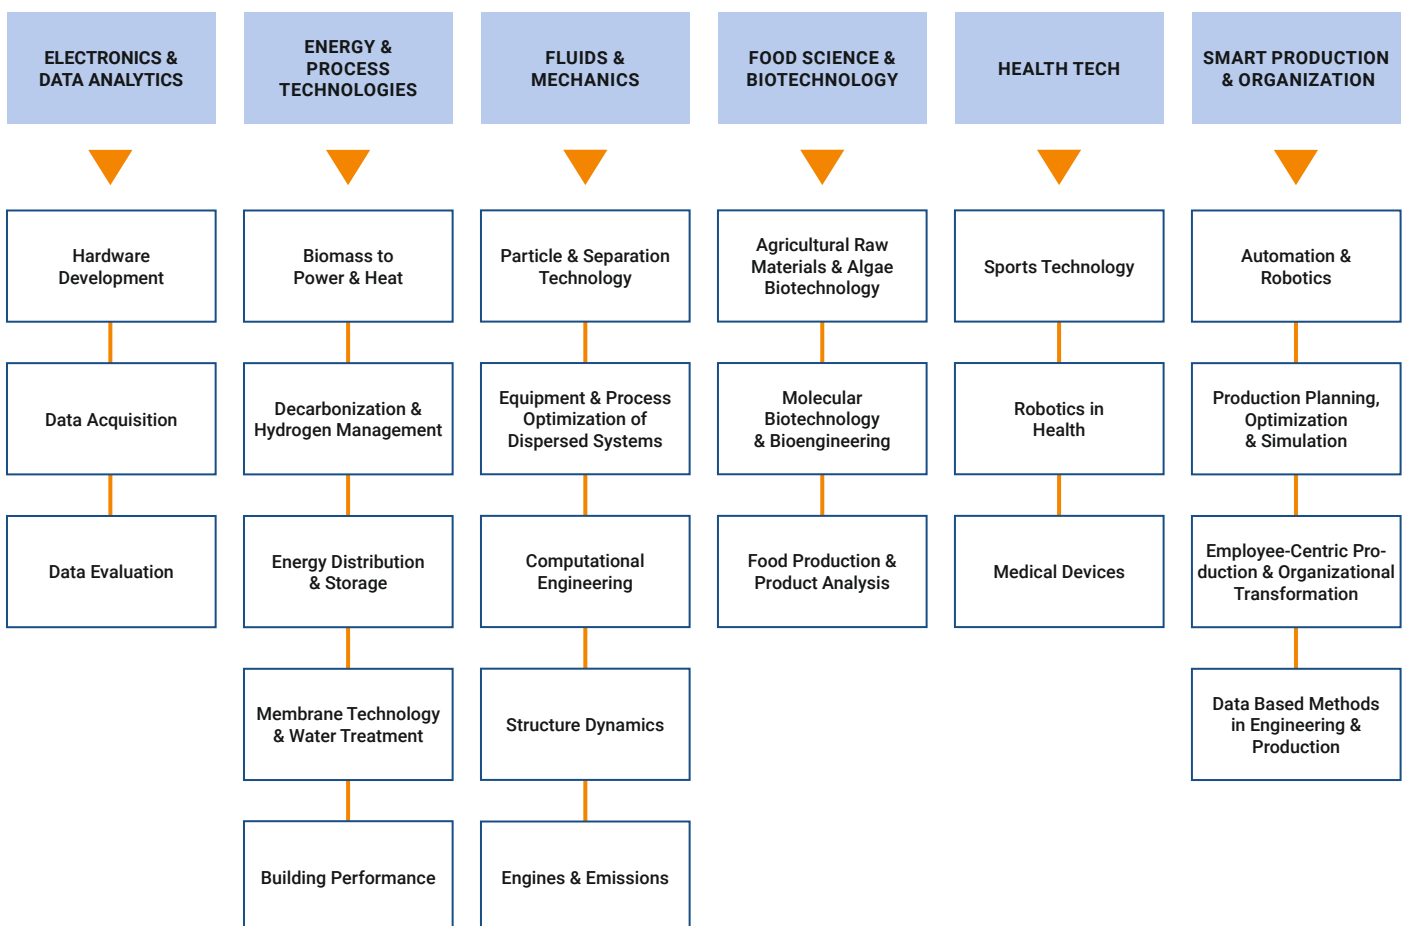 ELECTRONICS &
DATA ANALYTICS
ENERGY &
PROCESS
TECHNOLOGIES
FLUIDS &
MECHANICS
FOOD SCIENCE &
BIOTECHNOLOGY
HEALTH TECH
SMART PRODUCTION
& ORGANIZATION
Hardware
Development
Biomass to
Power & Heat
Particle & Separation
Technology
Agricultural Raw
Materials & Algae
Biotechnology
Sports Technology
Automation &
Robotics
Data Acquisition
Decarbonization &
Hydrogen Management
Equipment & Process
Optimization of
Dispersed Systems
Molecular
Biotechnology
& Bioengineering
Robotics in
Health
Production Planning,
Optimization
& Simulation
Data Evaluation
Energy Distribution
& Storage
Computational
Engineering
Food Production &
Product Analysis
Medical Devices
Employee-Centric Pro-
duction & Organizational
Transformation
Membrane Technology
& Water Treatment
Structure Dynamics
Data Based Methods
in Engineering &
Production
Building Performance
Engines & Emissions